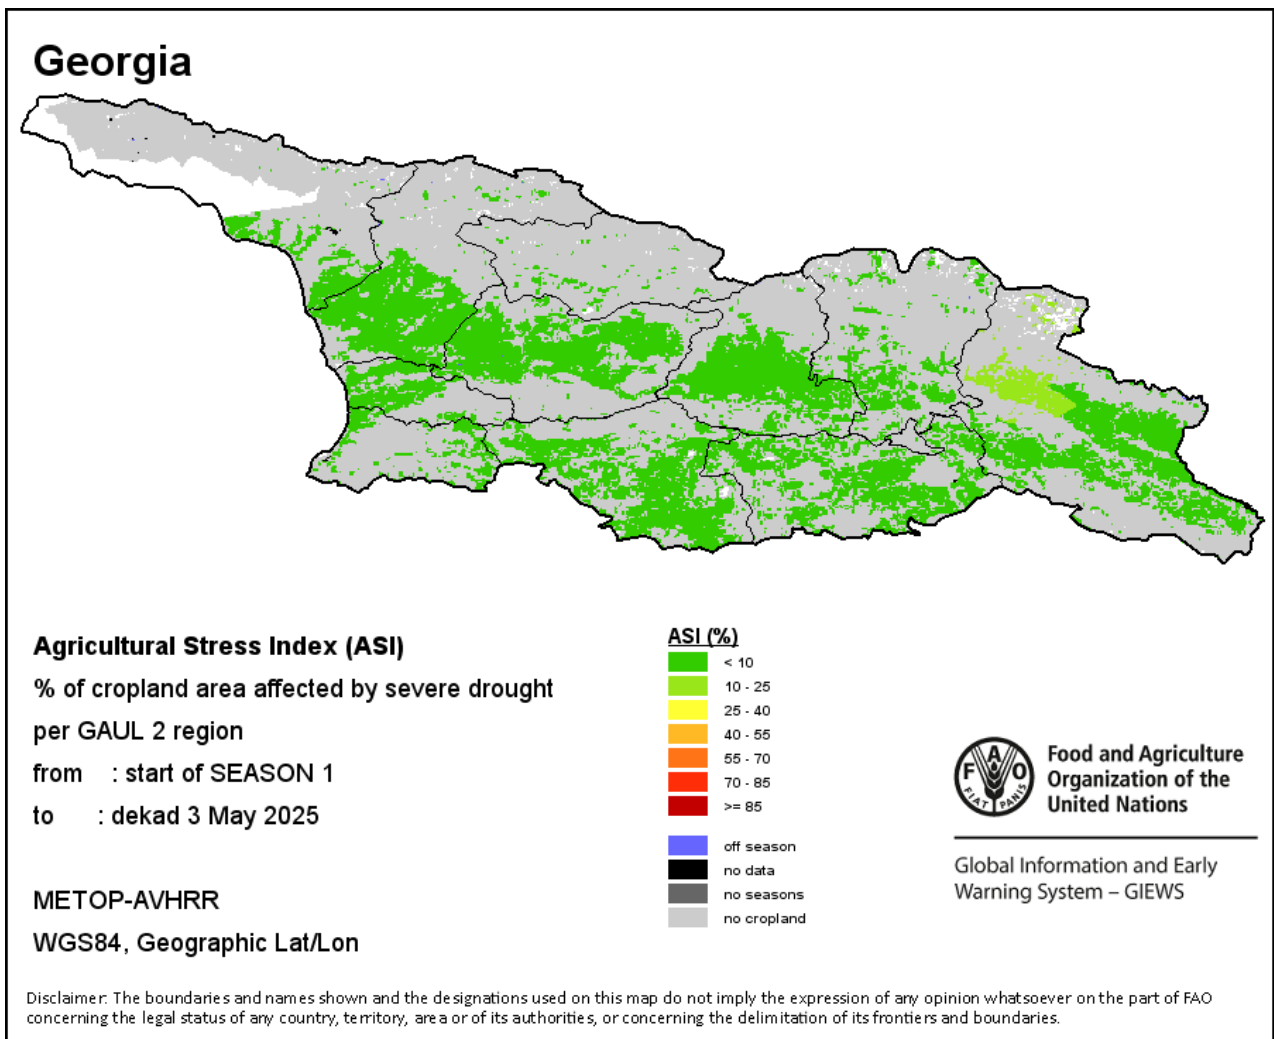 Georgia
Agricultural Stress Index (ASI)
% of cropland area affected by severe drought
per GAUL 2 region
from : start of SEASON 1
to : dekad 3 May 2025
METOP-AVHRR
WGS84, Geographic Lat/Lon
ASI (%)
< 10
10 - 25
25 - 40
40 - 55
55 - 70
70 - 85
>= 85
off season
no data
no seasons
no cropland
F A O
FIAT PANIS
Food and Agriculture
Organization of the
United Nations
Global Information and Early
Warning System – GIEWS
Disclaimer: The boundaries and names shown and the designations used on this map do not imply the expression of any opinion whatsoever on the part of FAO
concerning the legal status of any country, territory, area or of its authorities, or concerning the delimitation of its frontiers and boundaries.